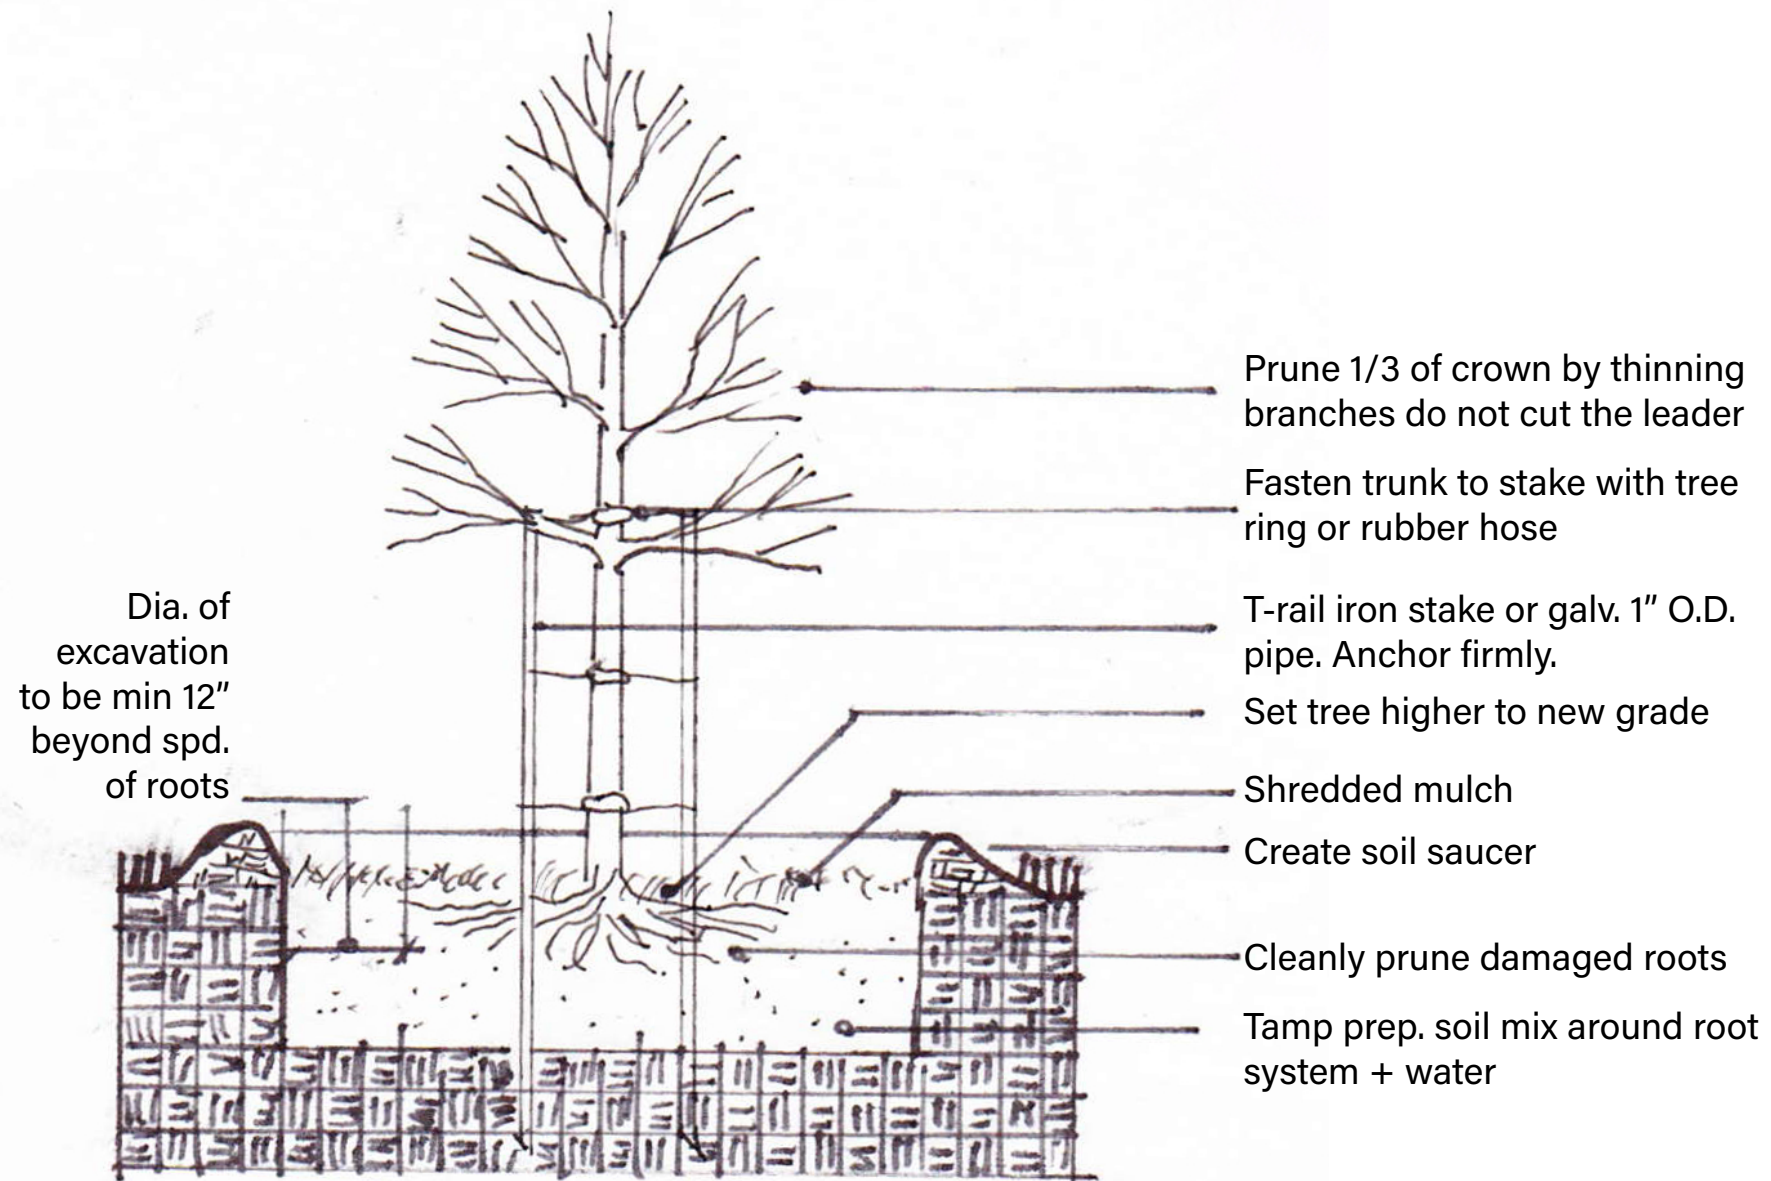 Prune 1/3 of crown by thinning
branches do not cut the leader
Fasten trunk to stake with tree
ring or rubber hose
Dia. of
excavation
to be min 12”
beyond spd.
of roots
T-rail iron stake or galv. 1” O.D.
pipe. Anchor firmly.
Set tree higher to new grade
Shredded mulch
Create soil saucer
Cleanly prune damaged roots
Tamp prep. soil mix around root
system + water